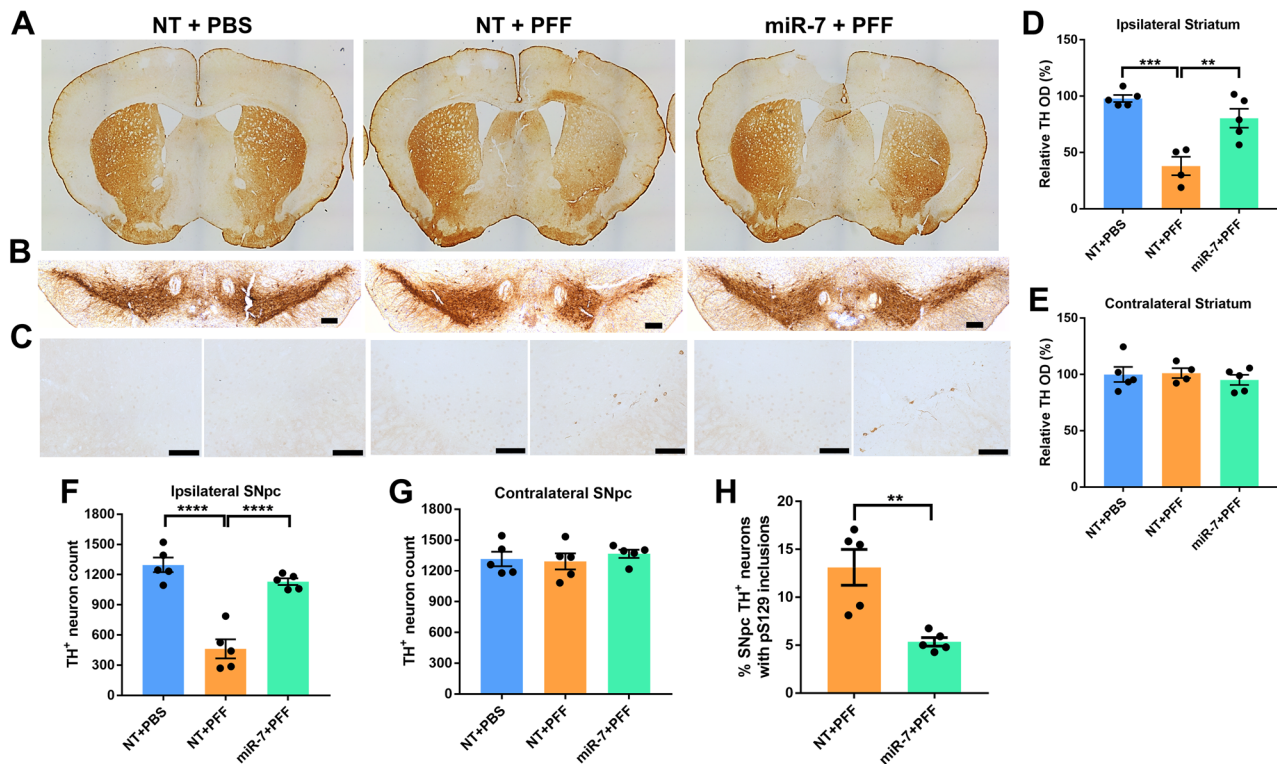 A
NT + PBS
NT + PFF
miR-7 + PFF
B
C
D
Ipsilateral Striatum
Relative TH OD (%)
150
100
50
0
***
**
NT+PBS
NT+PFF
miR-7+PFF
E
Contralateral Striatum
Relative TH OD (%)
150
100
50
0
NT+PBS
NT+PFF
miR-7+PFF
F
Ipsilateral SNpc
TH⁺ neuron count
1800
1500
1200
900
600
300
0
****
****
NT+PBS
NT+PFF
miR-7+PFF
G
Contralateral SNpc
TH⁺ neuron count
1800
1500
1200
900
600
300
0
NT+PBS
NT+PFF
miR-7+PFF
H
% SNpc TH⁺ neurons
with pS129 inclusions
20
15
10
5
0
**
NT+PFF
miR-7+PFF